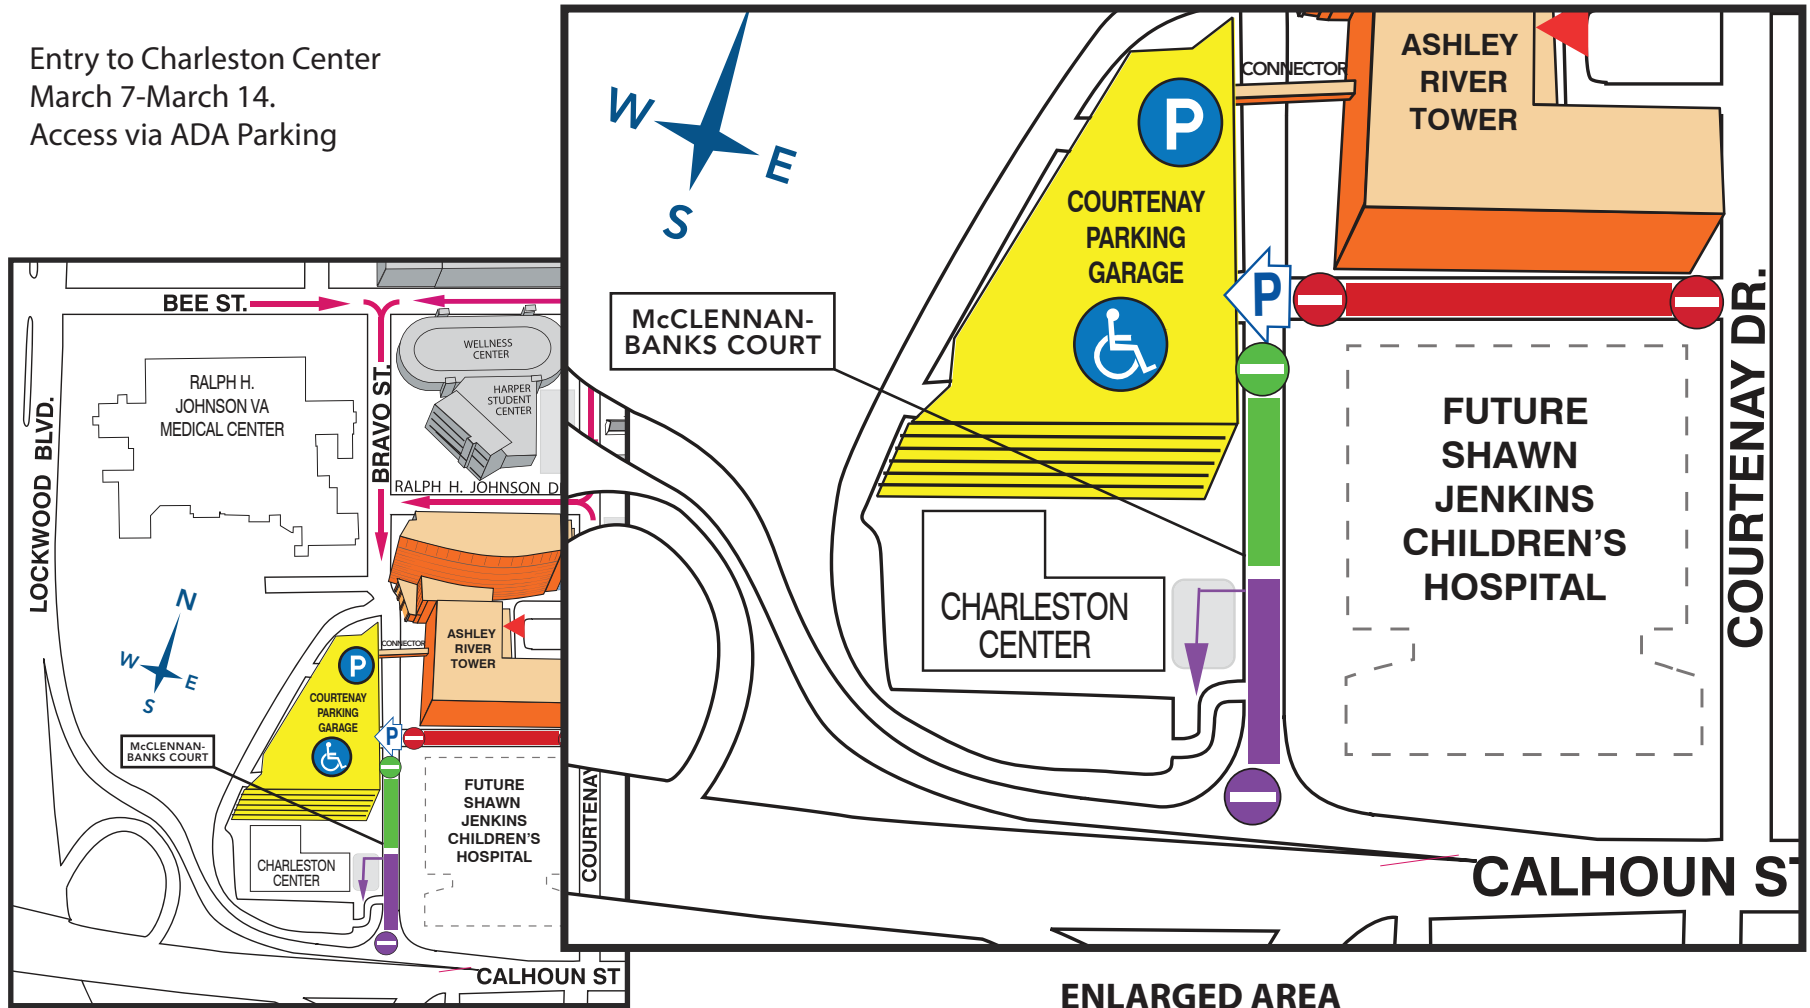 Entry to Charleston Center
March 7-March 14.
Access via ADA Parking
BEE ST.
WELLNESS
CENTER
HARPER
STUDENT
CENTER
RALPH H.
JOHNSON VA
MEDICAL CENTER
LOCKWOOD BLVD.
BRAVO ST.
RALPH H. JOHNSON D
N
W
E
S
CONNECTOR
ASHLEY
RIVER
TOWER
P
COURTENAY
PARKING
GARAGE
P
McCLENNAN-
BANKS COURT
FUTURE
SHAWN
JENKINS
CHILDREN'S
HOSPITAL
COURTENAY
CHARLESTON
CENTER
CALHOUN ST
W
E
S
CONNECTOR
ASHLEY
RIVER
TOWER
P
COURTENAY
PARKING
GARAGE
P
McCLENNAN-
BANKS COURT
FUTURE
SHAWN
JENKINS
CHILDREN'S
HOSPITAL
COURTENAY DR.
CHARLESTON
CENTER
CALHOUN ST
ENLARGED AREA